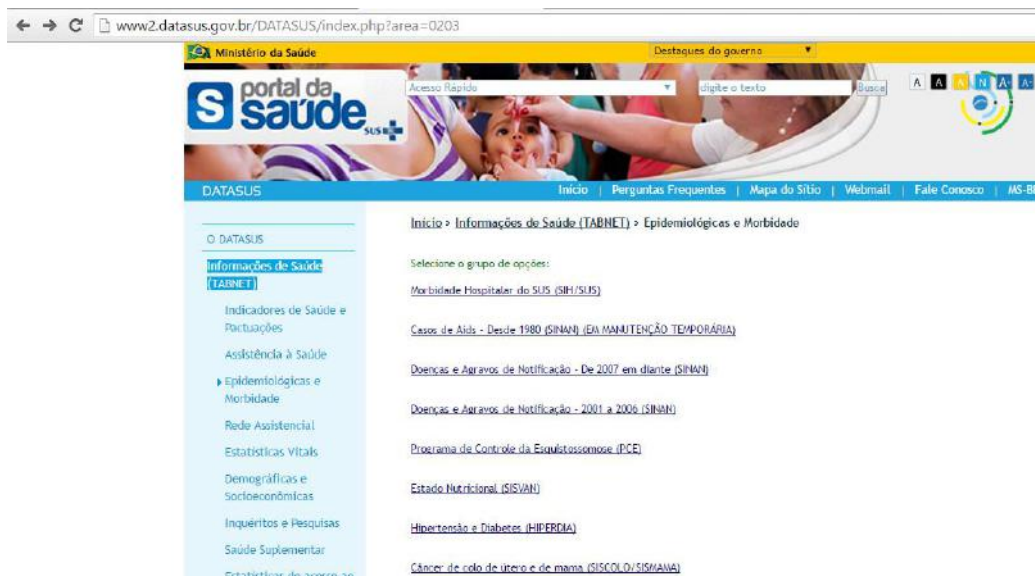 www2.datasus.gov.br/DATASUS/index.php?area=0203
Ministério da Saúde
Destaques do governo
portal da
saúde
SUS
Acesso Rápido
digite o texto
Busca
A A A N A+ A-
DATASUS
Início | Perguntas Frequentes | Mapa do Sítio | Webmail | Fale Conosco |
Início > Informações de Saúde (TABNET) > Epidemiológicas e Morbidade
O DATASUS
Informações de Saúde
(TABNET)
Indicadores de Saúde e
Pactuações
Assistência à Saúde
Epidemiológicas e
Morbidade
Rede Assistencial
Estatísticas Vitais
Demográficas e
Socioeconômicas
Inquéritos e Pesquisas
Saúde Suplementar
Selecione o grupo de opções:
Morbidade Hospitalar do SUS (SIH/SUS)
Casos de Aids - Desde 1980 (SINAN) (EM MANUTENÇÃO TEMPORÁRIA)
Doenças e Agravos de Notificação - De 2007 em diante (SINAN)
Doenças e Agravos de Notificação - 2001 a 2006 (SINAN)
Programa de Controle da Esquistossomose (PCE)
Estado Nutricional (SISVAN)
Hipertensão e Diabetes (HIPERDIA)
Câncer de colo de útero e de mama (SISCOLO/SISMAMA)